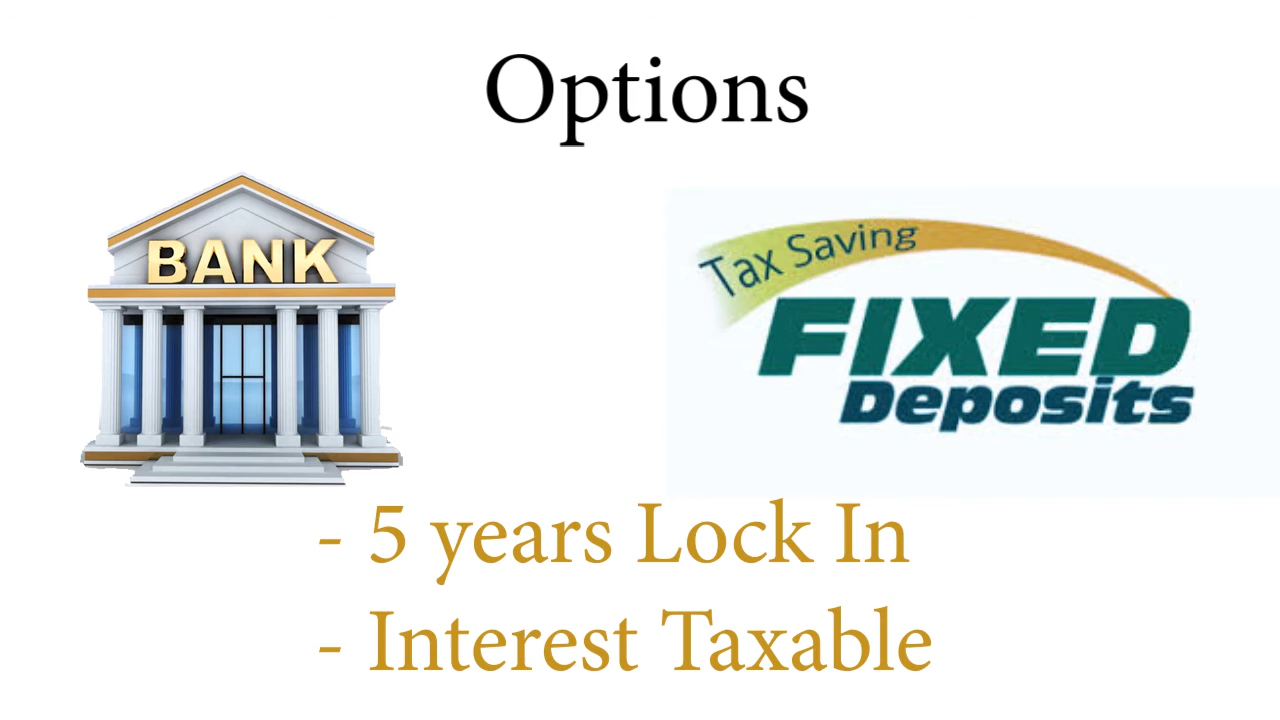 Options
BANK
Tax Saving
FIXED
Deposits
- 5 years Lock In
- Interest Taxable